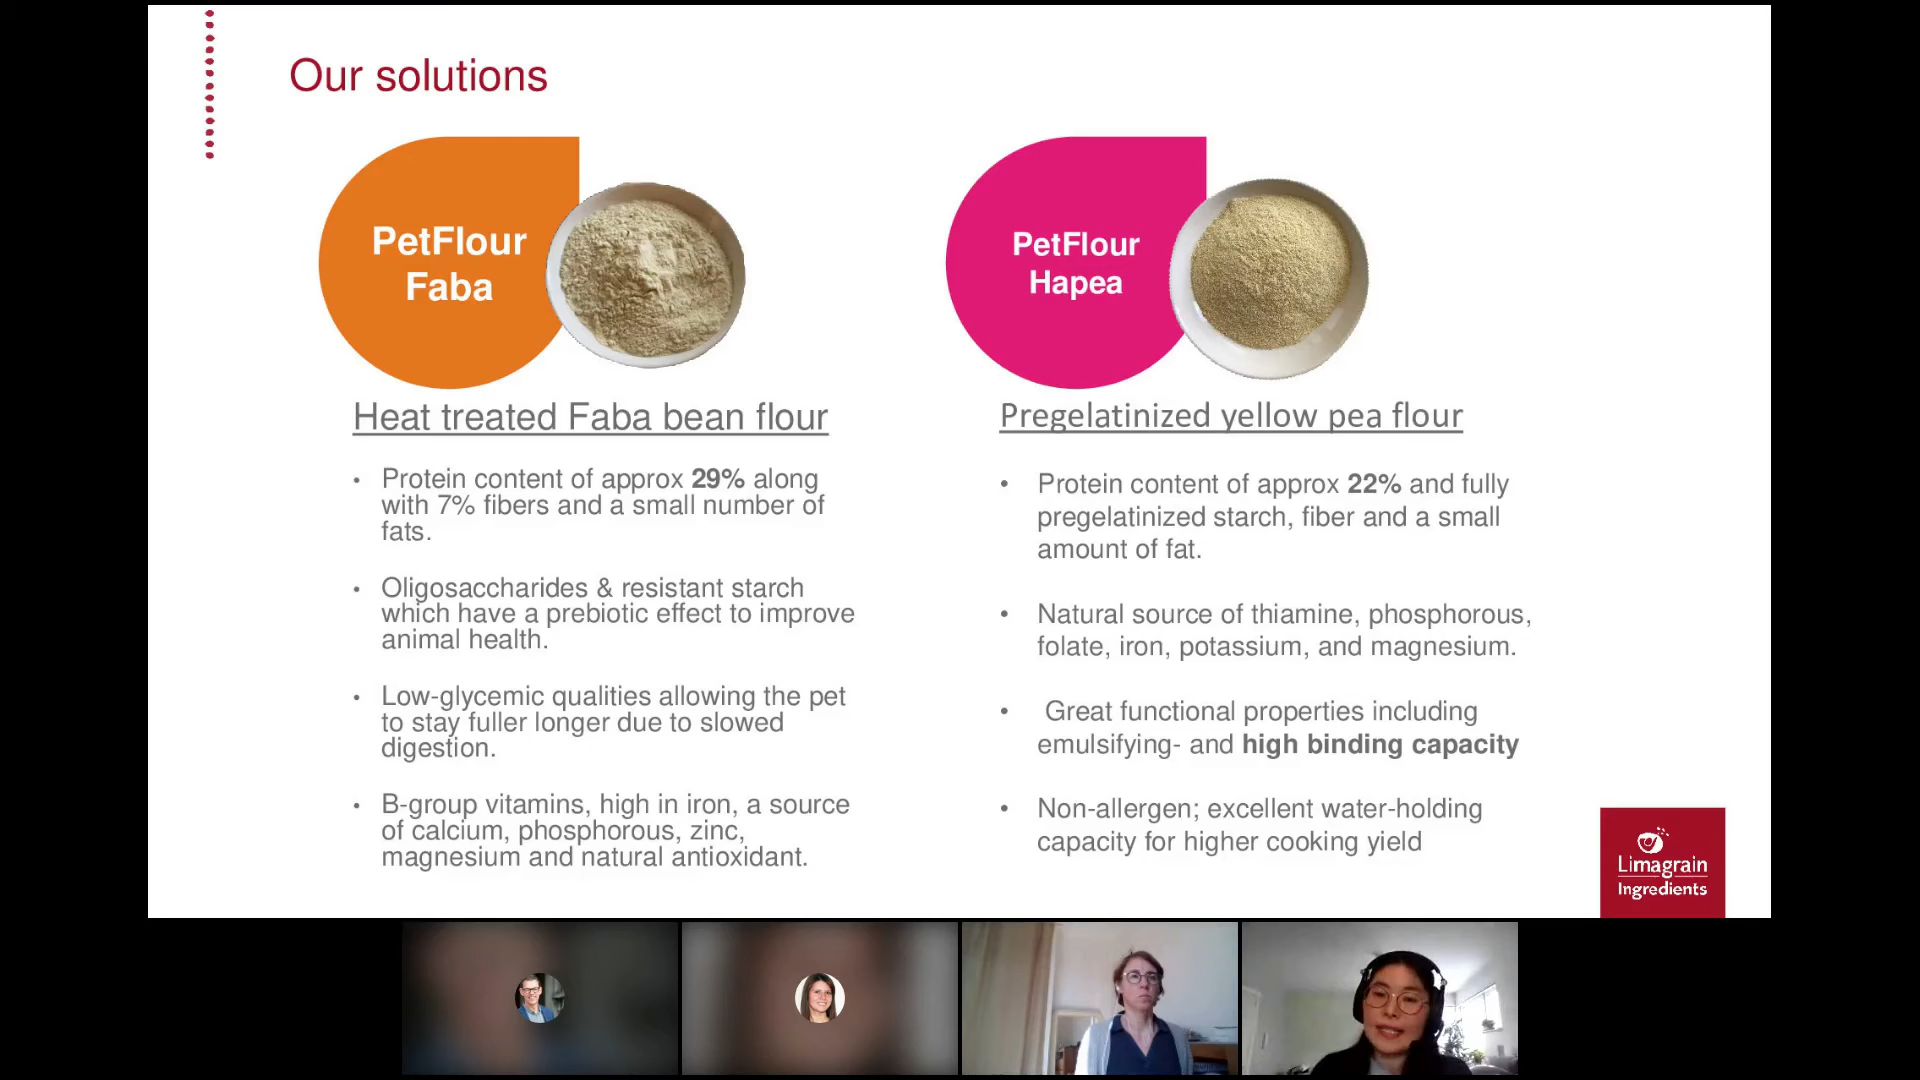 Our solutions
PetFlour
Faba
Heat treated Faba bean flour
• Protein content of approx 29% along
with 7% fibers and a small number of
fats.
• Oligosaccharides & resistant starch
which have a prebiotic effect to improve
animal health.
• Low-glycemic qualities allowing the pet
to stay fuller longer due to slowed
digestion.
• B-group vitamins, high in iron, a source
of calcium, phosphorous, zinc,
magnesium and natural antioxidant.
PetFlour
Hapea
Pregelatinized yellow pea flour
• Protein content of approx 22% and fully
pregelatinized starch, fiber and a small
amount of fat.
• Natural source of thiamine, phosphorous,
folate, iron, potassium, and magnesium.
• Great functional properties including
emulsifying- and high binding capacity
• Non-allergen; excellent water-holding
capacity for higher cooking yield
Limagrain
Ingredients